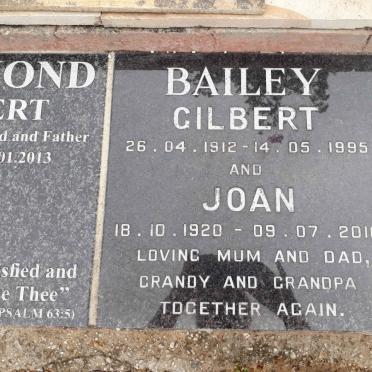 OND
ERT
d and Father
01.2013
sfied and
e Thee”
PSALM 63:5)
BAILEY
GILBERT
26.04.1912-14.05.1995
AND
JOAN
18.10.1920 - 09.07.201
LOVING MUM AND DAD,
GRANDY AND GRANDPA
TOGETHER AGAIN.